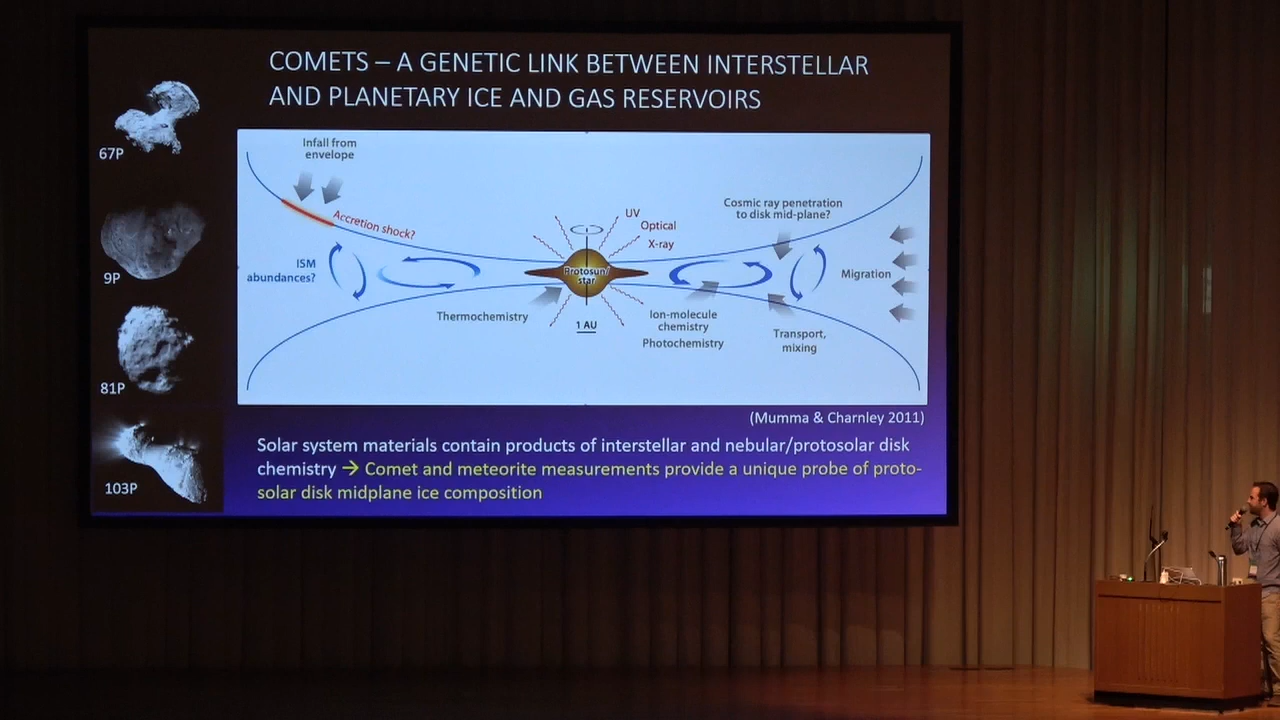 COMETS – A GENETIC LINK BETWEEN INTERSTELLAR
AND PLANETARY ICE AND GAS RESERVOIRS
67P
9P
81P
103P
Infall from
envelope
Accretion shock?
ISM
abundances?
Thermochemistry
UV
Optical
X-ray
Protosun/
star
1 AU
Cosmic ray penetration
to disk mid-plane?
Migration
Ion-molecule
chemistry
Photochemistry
Transport,
mixing
(Mumma & Charnley 2011)
Solar system materials contain products of interstellar and nebular/protosolar disk
chemistry → Comet and meteorite measurements provide a unique probe of proto-
solar disk midplane ice composition